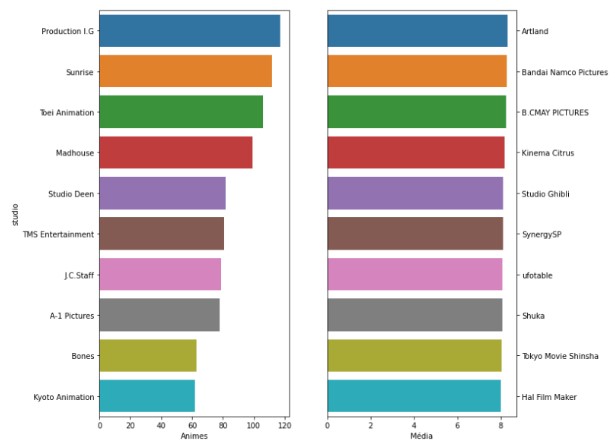 studio
Production I.G
Sunrise
Toei Animation
Madhouse
Studio Deen
TMS Entertainment
J.C.Staff
A-1 Pictures
Bones
Kyoto Animation
0 20 40 60 80 100 120
Animes
Artland
Bandai Namco Pictures
B.CMAY PICTURES
Kinema Citrus
Studio Ghibli
SynergySP
ufotable
Shuka
Tokyo Movie Shinsha
Hal Film Maker
0 2 4 6 8
Média